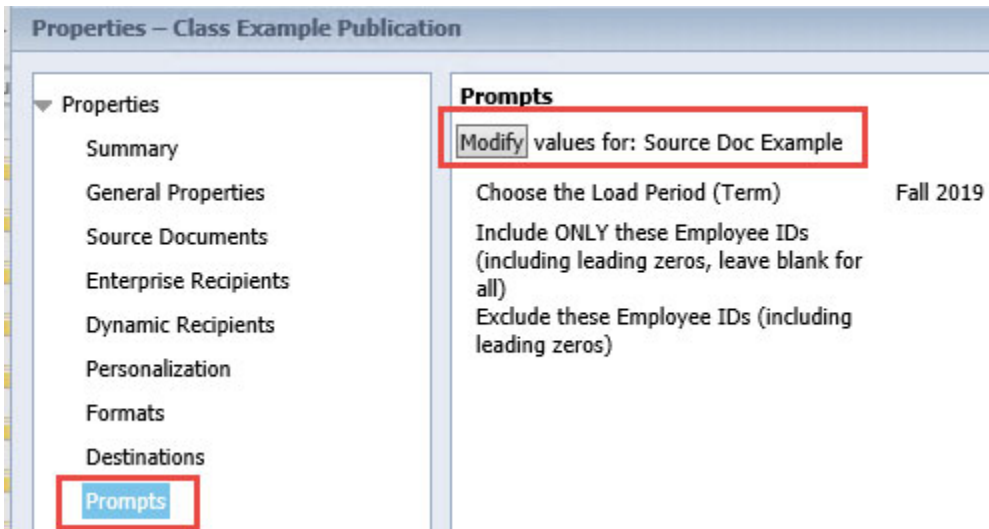 Properties – Class Example Publication
Properties
Summary
General Properties
Source Documents
Enterprise Recipients
Dynamic Recipients
Personalization
Formats
Destinations
Prompts
Prompts
Modify values for: Source Doc Example
Choose the Load Period (Term) Fall 2019
Include ONLY these Employee IDs
(including leading zeros, leave blank for
all)
Exclude these Employee IDs (including
leading zeros)